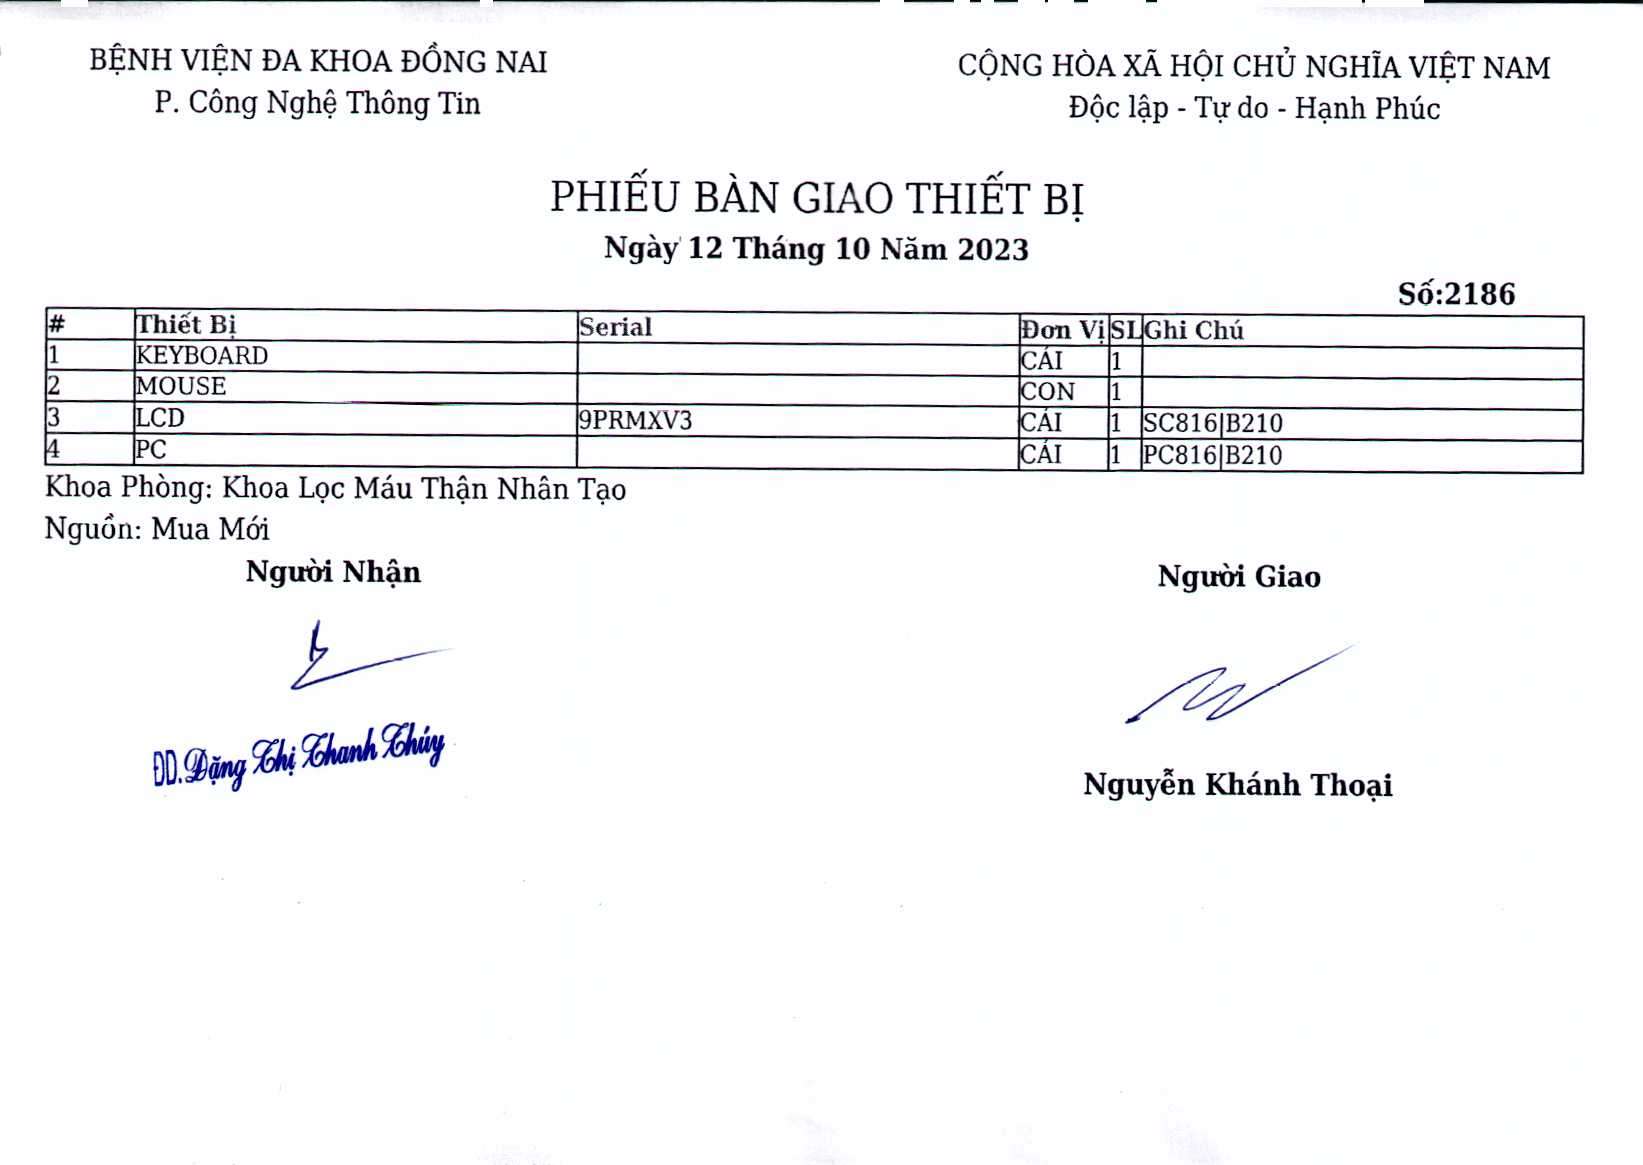 BỆNH VIỆN ĐA KHOA ĐỒNG NAI
P. Công Nghệ Thông Tin
CỘNG HÒA XÃ HỘI CHỦ NGHĨA VIỆT NAM
Độc lập - Tự do - Hạnh Phúc
PHIẾU BÀN GIAO THIẾT BỊ
Ngày 12 Tháng 10 Năm 2023
Số:2186
# Thiết Bị Serial Đơn Vị SL Ghi Chú
1 KEYBOARD CÁI 1
2 MOUSE CON 1
3 LCD 9PRMXV3 CÁI 1 SC816|B210
4 PC CÁI 1 PC816|B210
Khoa Phòng: Khoa Lọc Máu Thận Nhân Tạo
Nguồn: Mua Mới
Người Nhận Người Giao
ĐD. Đặng Thị Thanh Thúy
Nguyễn Khánh Thoại